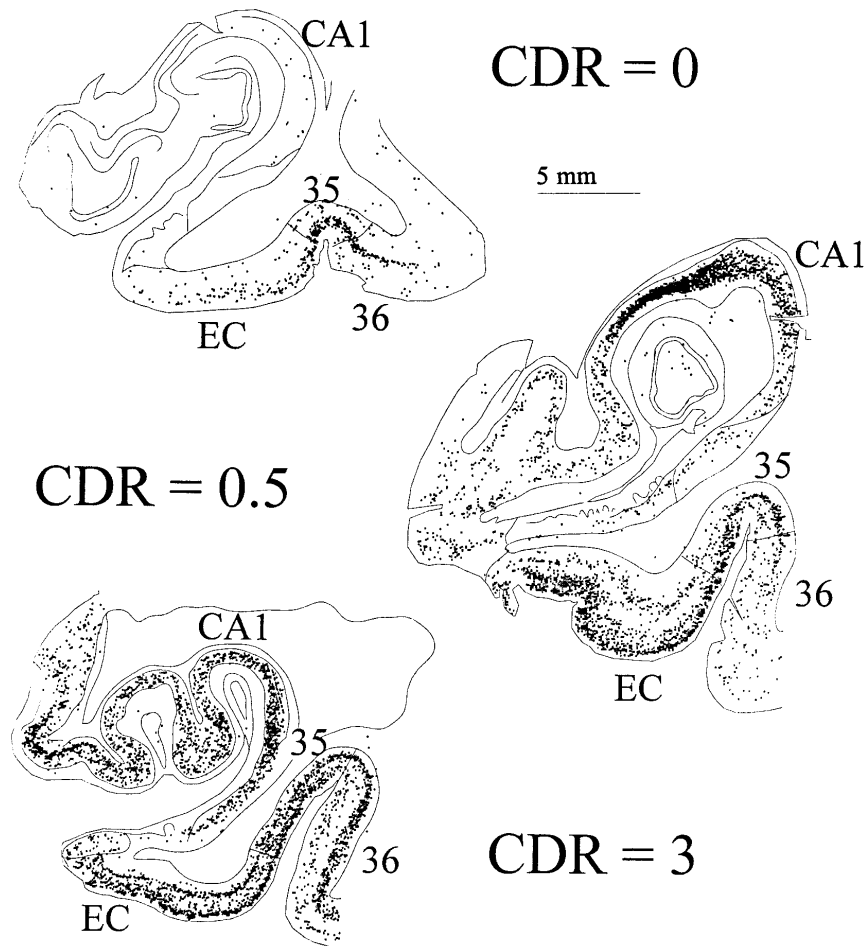 CA1
CDR = 0
5 mm
35
EC
36
CA1
CDR = 0.5
35
36
EC
CA1
35
36
CDR = 3
EC